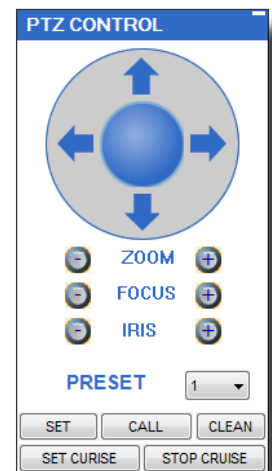 PTZ CONTROL
- ZOOM +
- FOCUS +
- IRIS +
PRESET 1
SET CALL CLEAN
SET CURISE STOP CRUISE